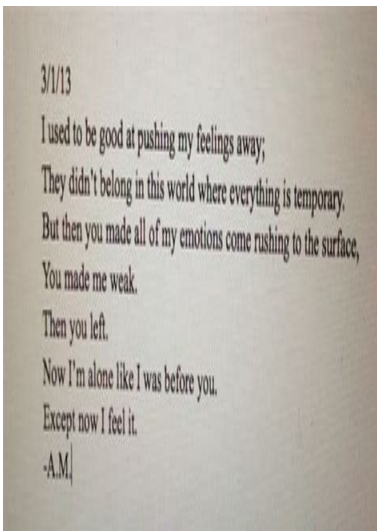 3/1/13
I used to be good at pushing my feelings away;
They didn't belong in this world where everything is temporary.
But then you made all of my emotions come rushing to the surface,
You made me weak.
Then you left.
Now I'm alone like I was before you.
Except now I feel it.
-A.M.